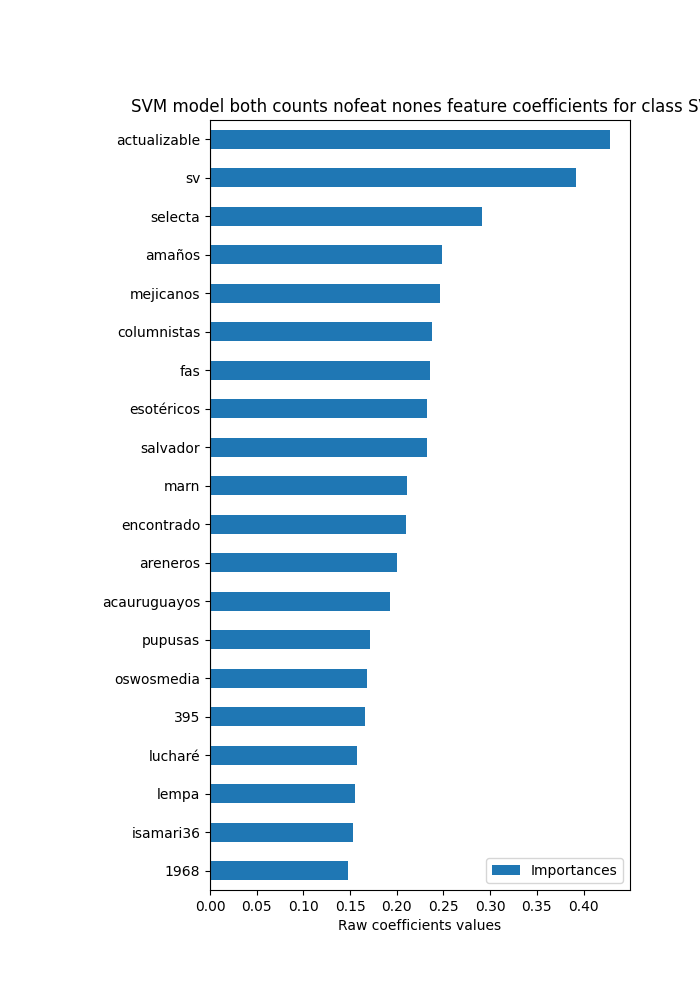 SVM model both counts nofeat nones feature coefficients for class S
actualizable
sv
selecta
amaños
mejicanos
columnistas
fas
esotéricos
salvador
marn
encontrado
areneros
acauruguayos
pupusas
oswosmedia
395
lucharé
lempa
isamari36
1968
Importances
0.00 0.05 0.10 0.15 0.20 0.25 0.30 0.35 0.40
Raw coefficients values